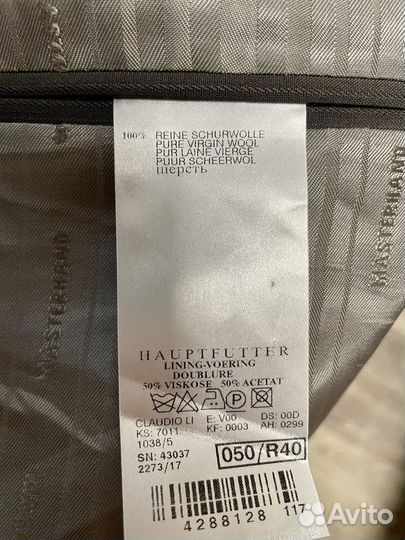 MASTERHAND
100% REINE SCHURWOLLE
PURE VIRGIN WOOL
PUR LAINE VIERGE
PUUR SCHEERWOL
шерсть
MASTERHAND
MASTERHAND
HAUPTFUTTER
LINING-VOERING
DOUBLURE
50% VISKOSE 50% ACETAT
P
CLAUDIO LI E: V00 DS: 00D
KS: 7011 KF: 0003 AH: 0299
1038/5
SN: 43037
2273/17 050/R40
117
4288128
Avito